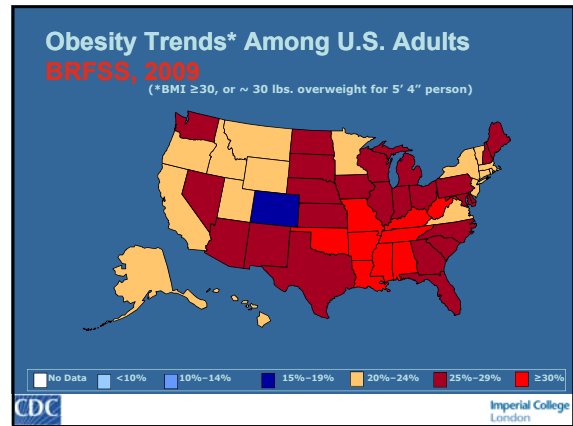 Obesity Trends* Among U.S. Adults
BRFSS, 2009
(*BMI ≥30, or ~ 30 lbs. overweight for 5’ 4” person)
No Data <10% 10%–14% 15%–19% 20%–24% 25%–29% ≥30%
CDC
Imperial College
London